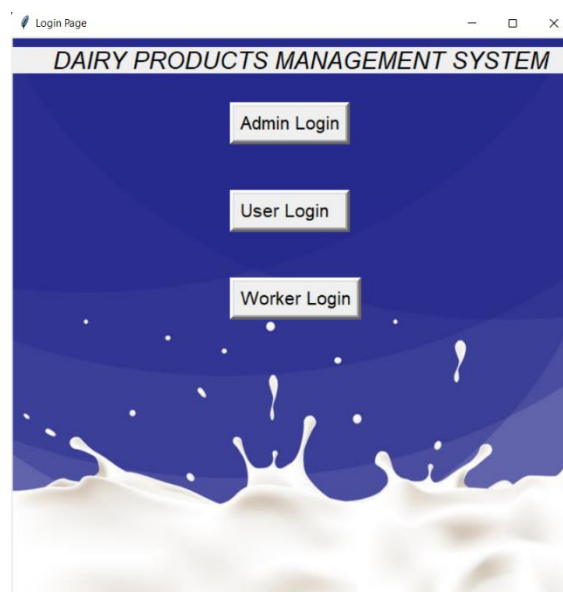 Login Page
DAIRY PRODUCTS MANAGEMENT SYSTEM
Admin Login
User Login
Worker Login